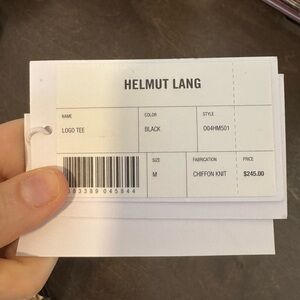 HELMUT LANG
NAME COLOR STYLE
LOGO TEE BLACK 004HM501
SIZE FABRICATION PRICE
M CHIFFON KNIT $245.00